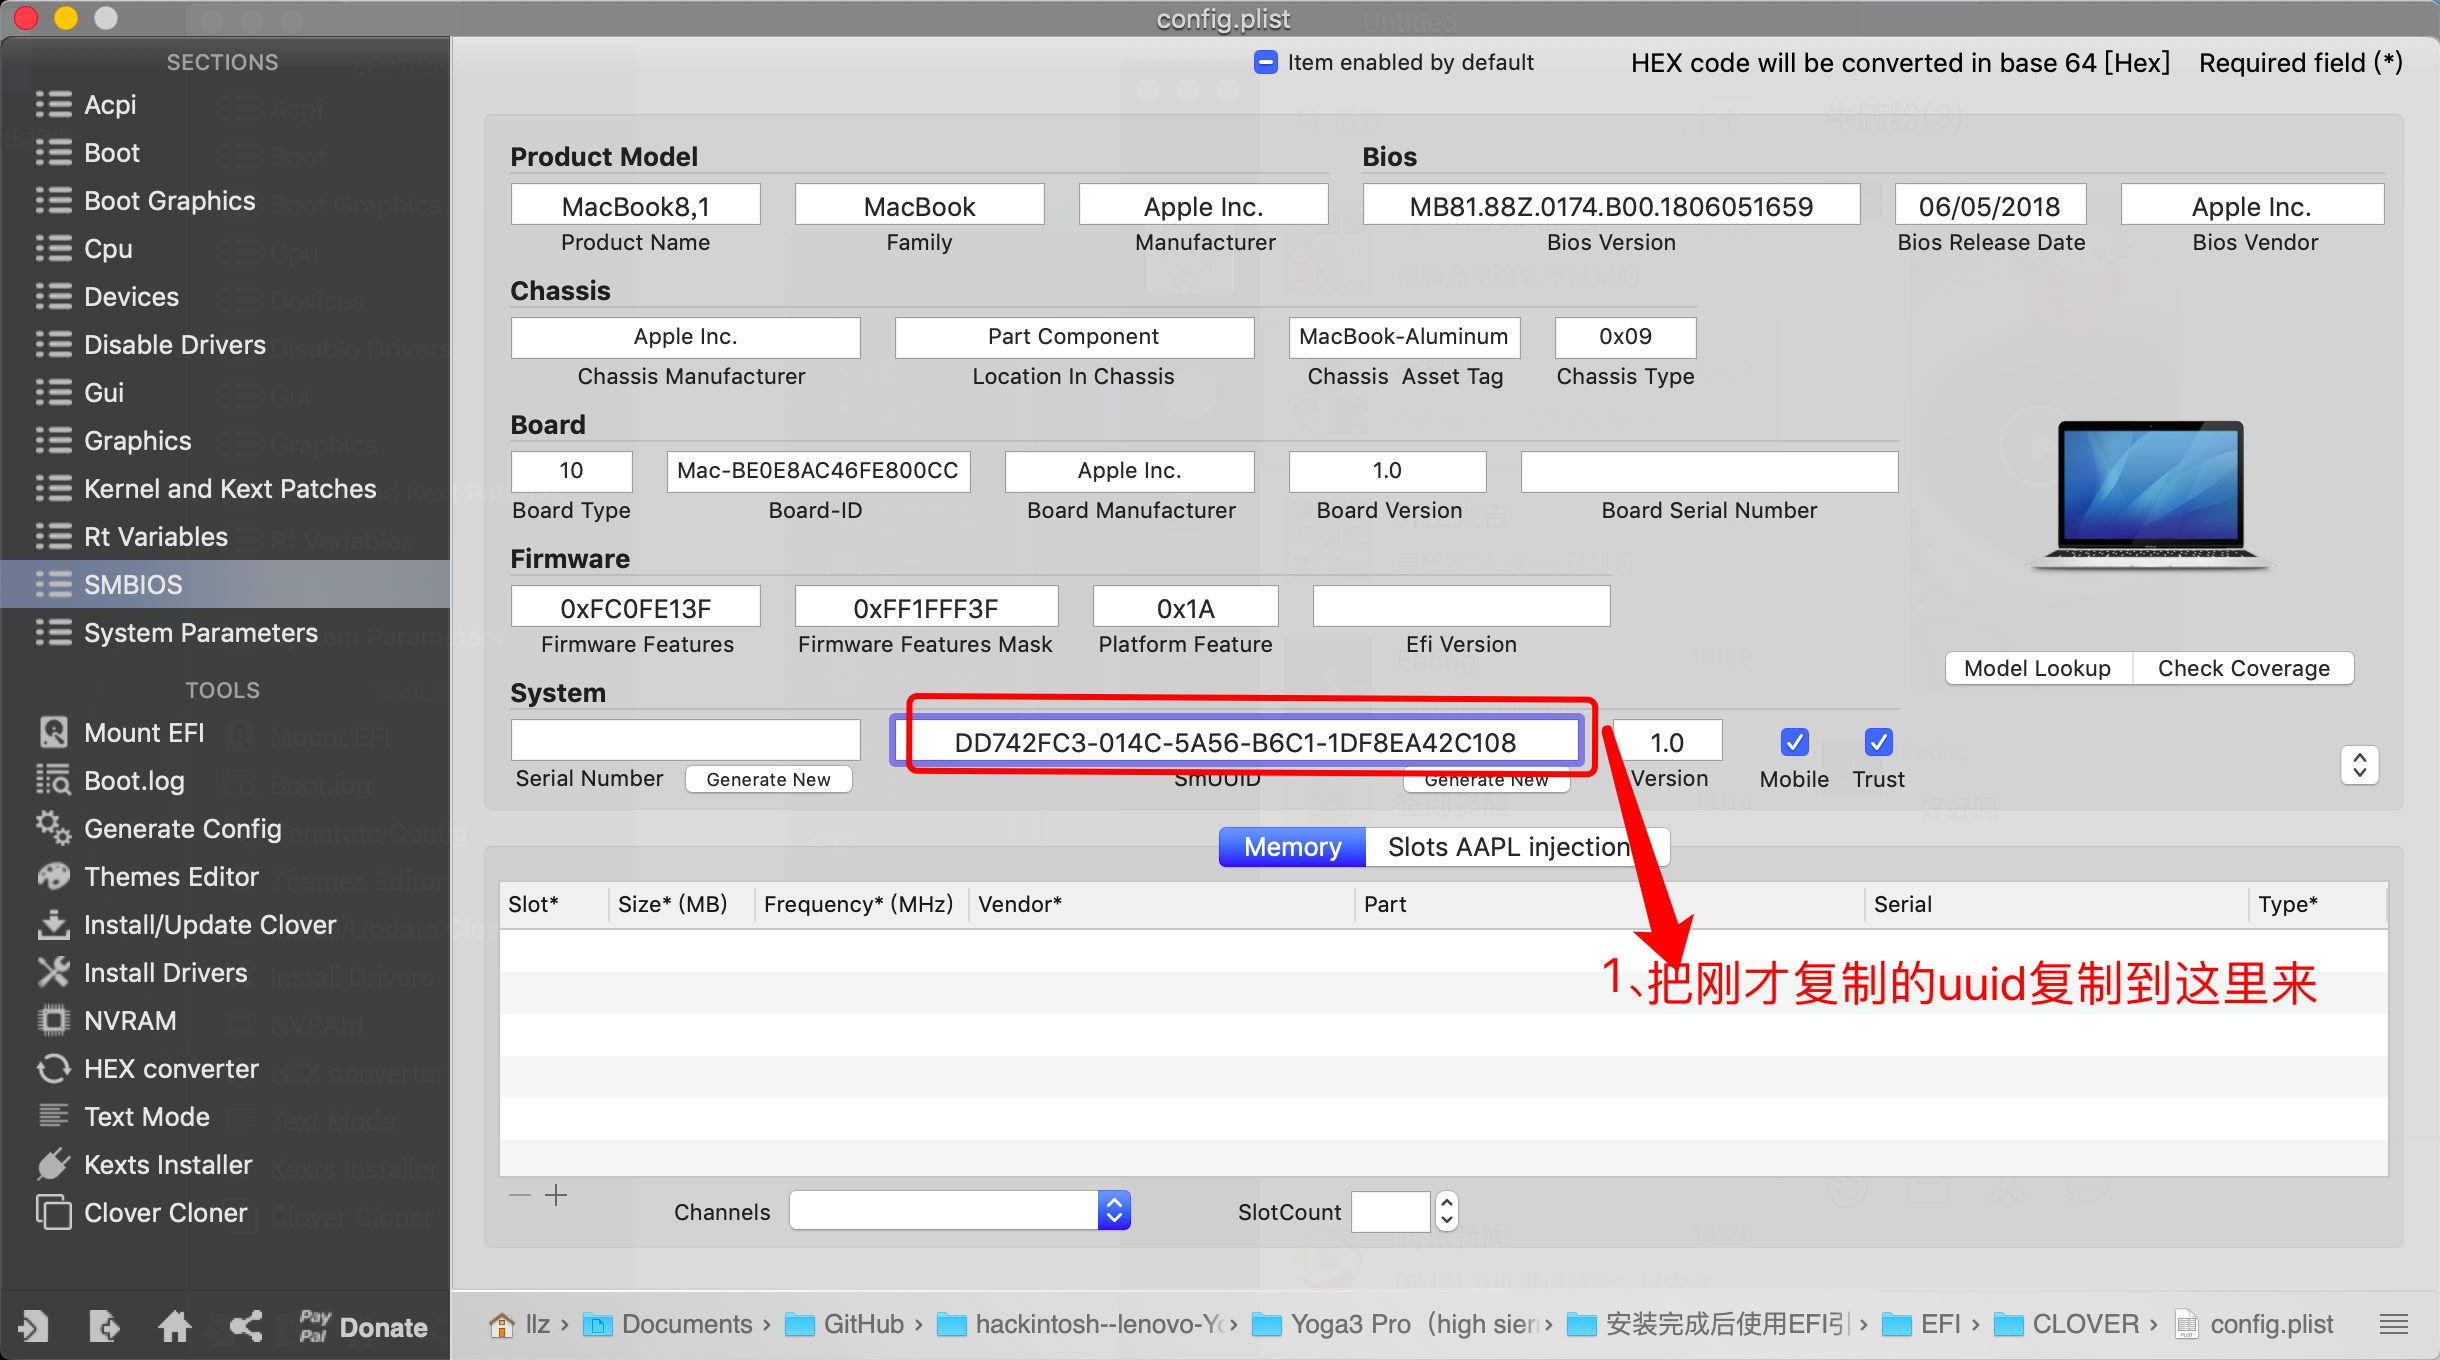 config.plist
SECTIONS
Acpi
Boot
Boot Graphics
Cpu
Devices
Disable Drivers
Gui
Graphics
Kernel and Kext Patches
Rt Variables
SMBIOS
System Parameters
TOOLS
Mount EFI
Boot.log
Generate Config
Themes Editor
Install/Update Clover
Install Drivers
NVRAM
HEX converter
Text Mode
Kexts Installer
Clover Cloner
Pay Pal Donate
Item enabled by default HEX code will be converted in base 64 [Hex] Required field (*)
Product Model Bios
MacBook8,1 MacBook Apple Inc. MB81.88Z.0174.B00.1806051659 06/05/2018 Apple Inc.
Product Name Family Manufacturer Bios Version Bios Release Date Bios Vendor
Chassis
Apple Inc. Part Component MacBook-Aluminum 0x09
Chassis Manufacturer Location In Chassis Chassis Asset Tag Chassis Type
Board
10 Mac-BE0E8AC46FE800CC Apple Inc. 1.0
Board Type Board-ID Board Manufacturer Board Version Board Serial Number
Firmware
0xFC0FE13F 0xFF1FFF3F 0x1A
Firmware Features Firmware Features Mask Platform Feature Efi Version
Model Lookup Check Coverage
System
DD742FC3-014C-5A56-B6C1-1DF8EA42C108 1.0
Serial Number Generate New SmUUID Generate New Version Mobile Trust
Memory Slots AAPL injection
Slot* Size* (MB) Frequency* (MHz) Vendor* Part Serial Type*
1、把刚才复制的uuid复制到这里来
Channels SlotCount
llz › Documents › GitHub › hackintosh--lenovo-Yo › Yoga3 Pro（high sier › 安装完成后使用EFI引 › EFI › CLOVER › config.plist